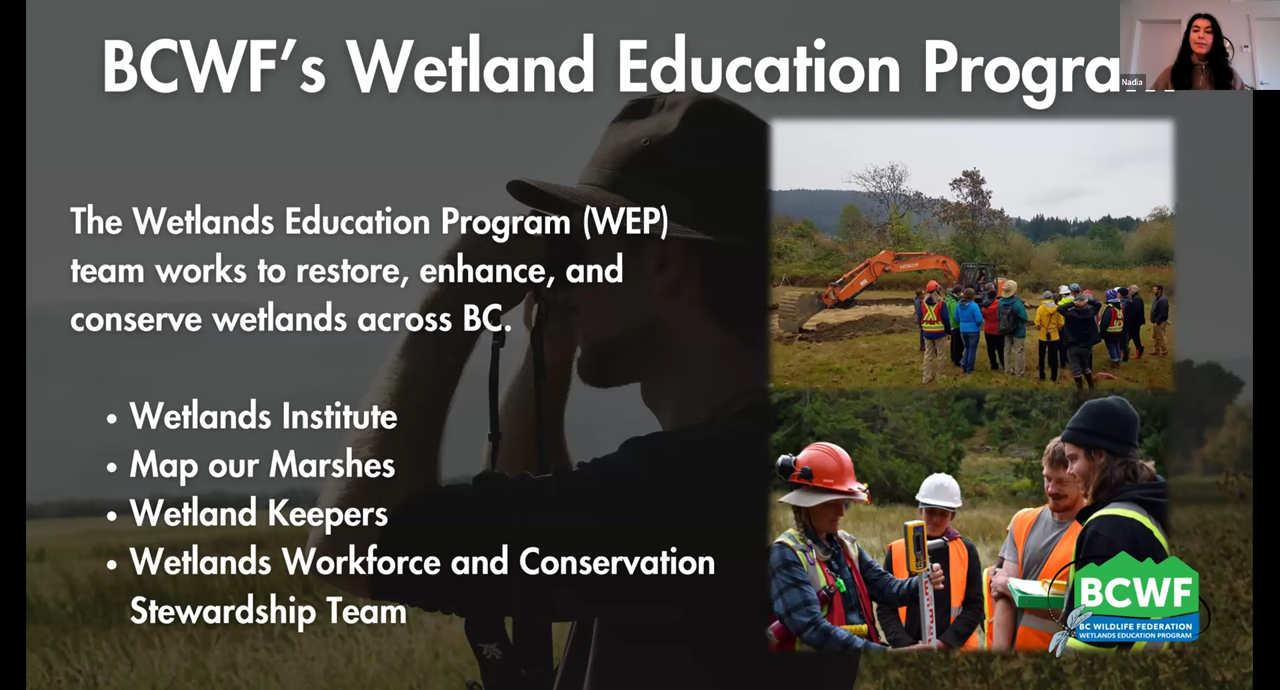 BCWF's Wetland Education Progra
Nadia
The Wetlands Education Program (WEP)
team works to restore, enhance, and
conserve wetlands across BC.
• Wetlands Institute
• Map our Marshes
• Wetland Keepers
• Wetlands Workforce and Conservation
Stewardship Team
HITACHI
BCWF
BC WILDLIFE FEDERATION
WETLANDS EDUCATION PROGRAM